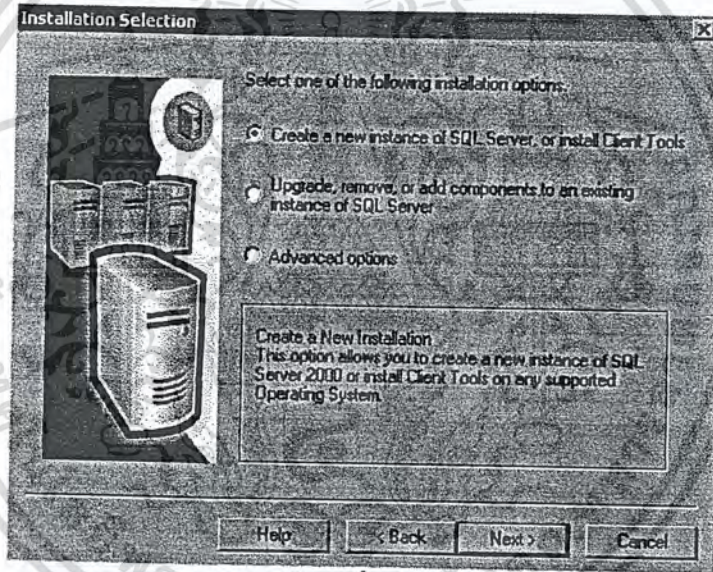 Installation Selection
Select one of the following installation options.
Create a new instance of SQL Server, or install Client Tools
Upgrade, remove, or add components to an existing
instance of SQL Server
Advanced options
Create a New Installation
This option allows you to create a new instance of SQL
Server 2000 or install Client Tools on any supported
Operating System.
Help
< Back
Next >
Cancel